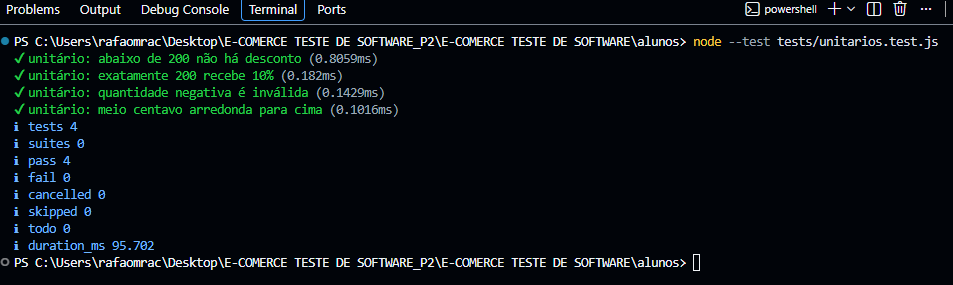 Problems Output Debug Console Terminal Ports powershell
PS C:\Users\rafaomrac\Desktop\E-COMERCE TESTE DE SOFTWARE_P2\E-COMERCE TESTE DE SOFTWARE\alunos> node --test tests/unitarios.test.js
✔ unitário: abaixo de 200 não há desconto (0.8059ms)
✔ unitário: exatamente 200 recebe 10% (0.182ms)
✔ unitário: quantidade negativa é inválida (0.1429ms)
✔ unitário: meio centavo arredonda para cima (0.1016ms)
ℹ tests 4
ℹ suites 0
ℹ pass 4
ℹ fail 0
ℹ cancelled 0
ℹ skipped 0
ℹ todo 0
ℹ duration_ms 95.702
PS C:\Users\rafaomrac\Desktop\E-COMERCE TESTE DE SOFTWARE_P2\E-COMERCE TESTE DE SOFTWARE\alunos>